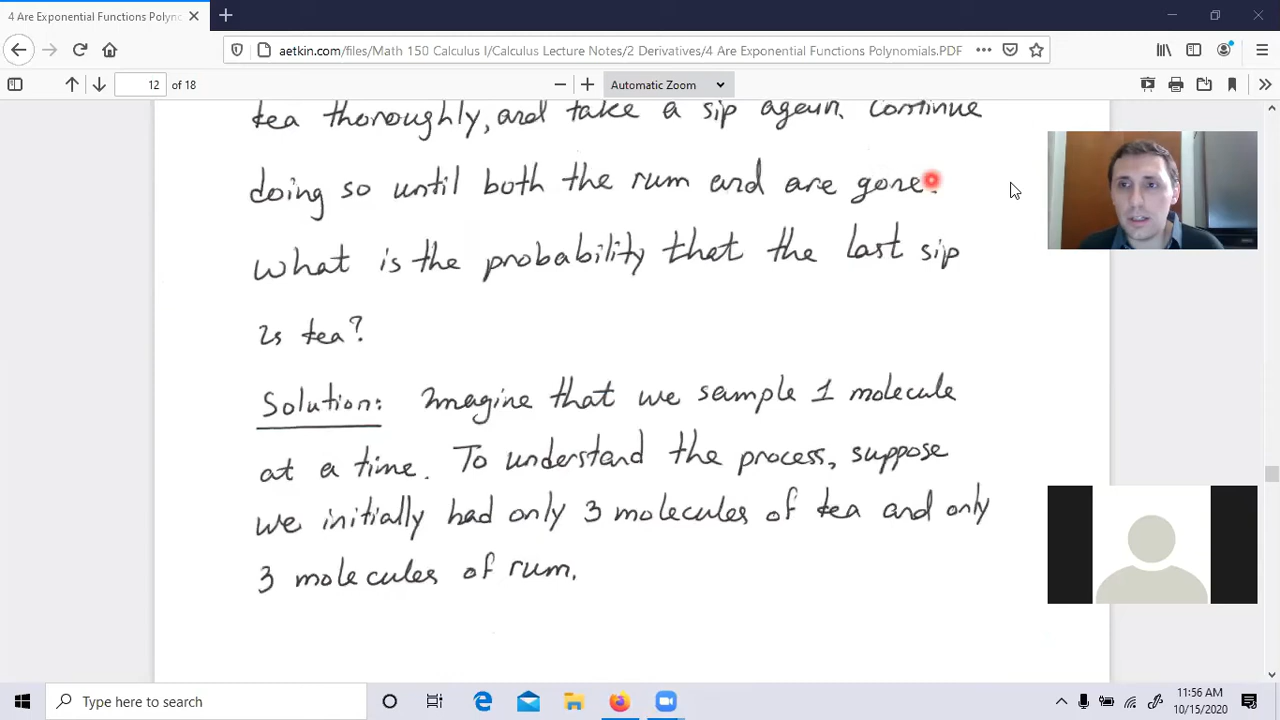 4 Are Exponential Functions Polync
aetkin.com/files/Math 150 Calculus I/Calculus Lecture Notes/2 Derivatives/4 Are Exponential Functions Polynomials.PDF
12 of 18
Automatic Zoom
tea thoroughly, and take a sip again. Continue
doing so until both the rum and are gone.
What is the probability that the last sip
is tea?
Solution: Imagine that we sample 1 molecule
at a time. To understand the process, suppose
we initially had only 3 molecules of tea and only
3 molecules of rum.
Type here to search
11:56 AM
10/15/2020